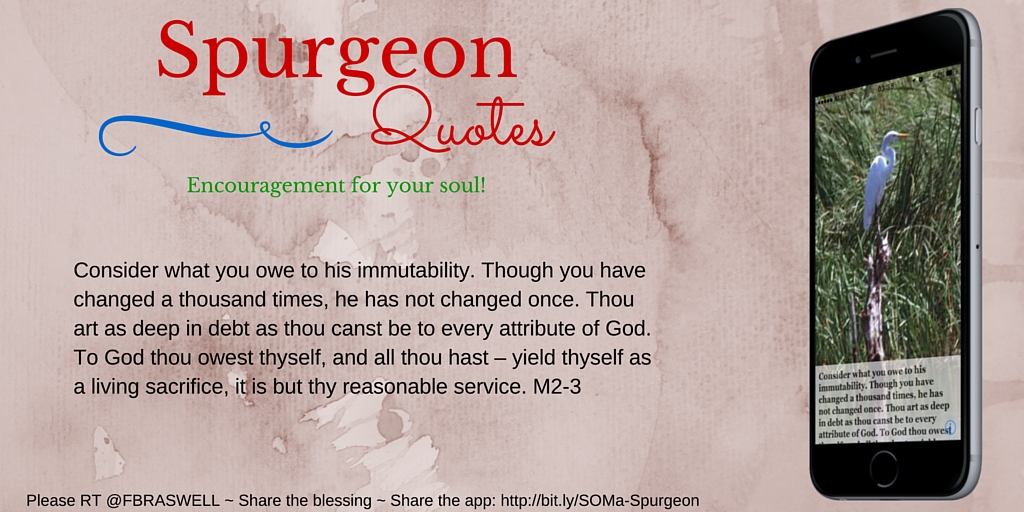 Spurgeon
Quotes
Encouragement for your soul!
Consider what you owe to his immutability. Though you have
changed a thousand times, he has not changed once. Thou
art as deep in debt as thou canst be to every attribute of God.
To God thou owest thyself, and all thou hast – yield thyself as
a living sacrifice, it is but thy reasonable service. M2-3
Please RT @FBRASWELL ~ Share the blessing ~ Share the app: http://bit.ly/SOMa-Spurgeon
Consider what you owe to his
immutability. Though you have
changed a thousand times, he has
not changed once. Thou art as deep
in debt as thou canst be to every
attribute of God. To God thou owest